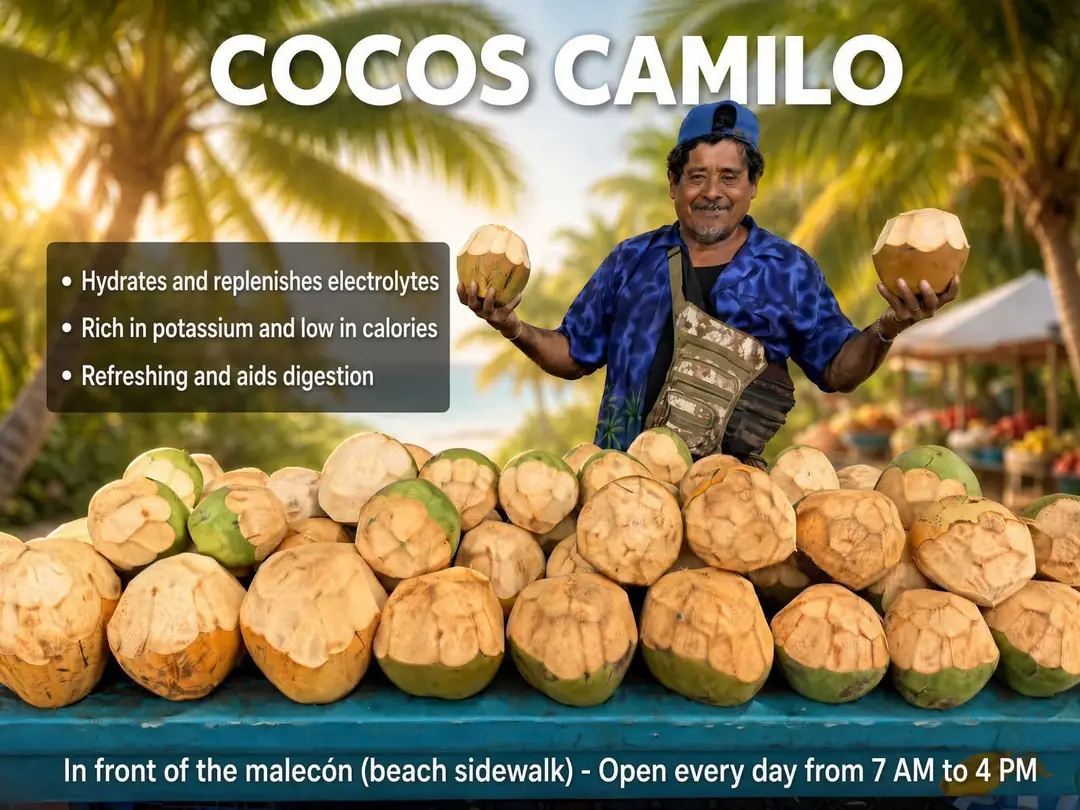 COCOS CAMILO
• Hydrates and replenishes electrolytes
• Rich in potassium and low in calories
• Refreshing and aids digestion
In front of the malecón (beach sidewalk) - Open every day from 7 AM to 4 PM